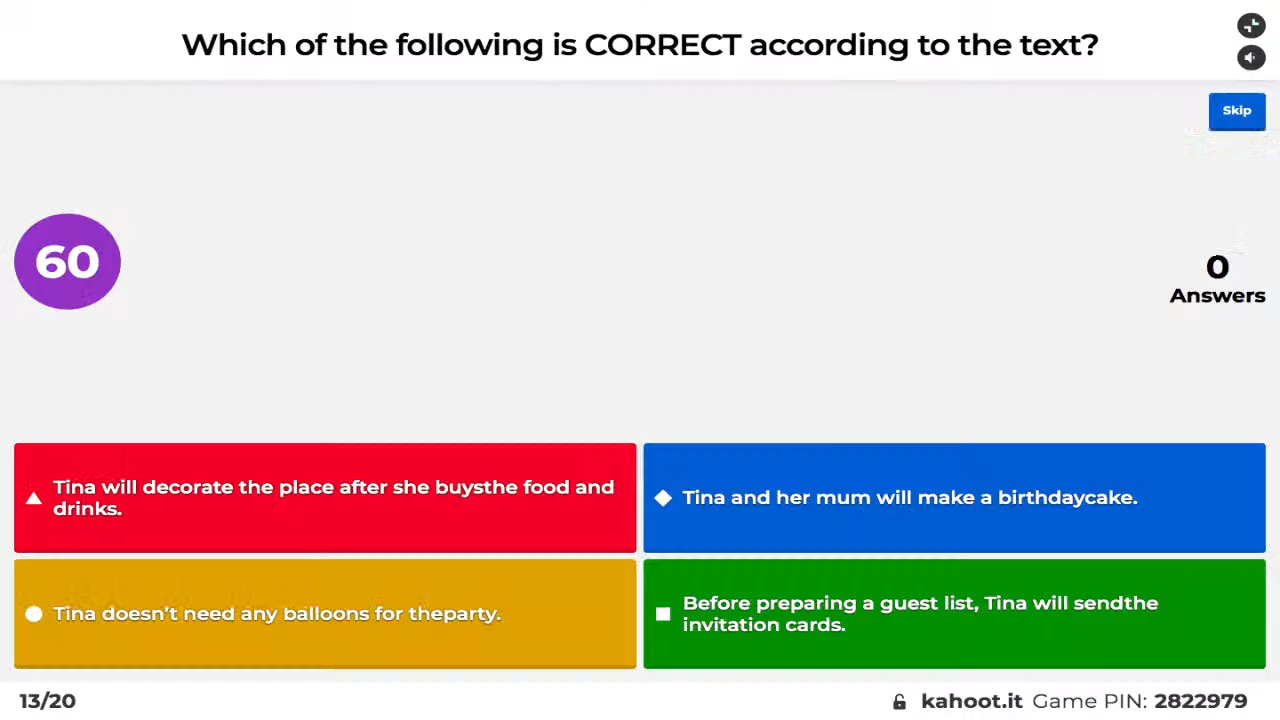 Which of the following is CORRECT according to the text?
Skip
60
0
Answers
Tina will decorate the place after she buysthe food and
drinks.
Tina and her mum will make a birthdaycake.
Tina doesn't need any balloons for theparty.
Before preparing a guest list, Tina will sendthe
invitation cards.
13/20
kahoot.it Game PIN: 2822979